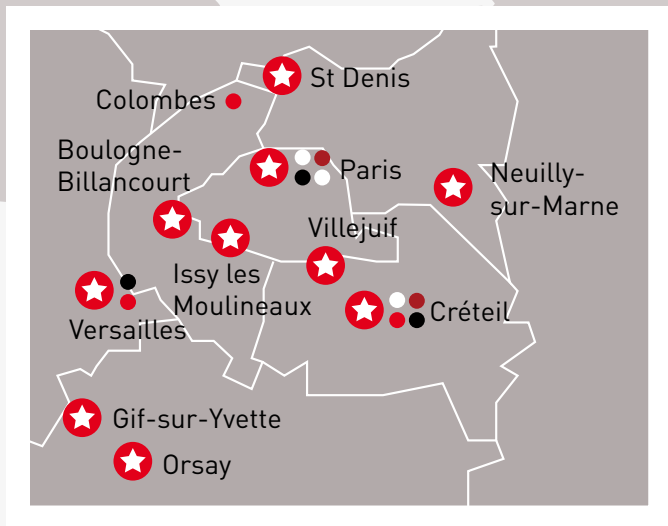 St Denis
Colombes
Boulogne-
Billancourt
Paris
Neuilly-
sur-Marne
Villejuif
Issy les
Moulineaux
Versailles
Créteil
Gif-sur-Yvette
Orsay